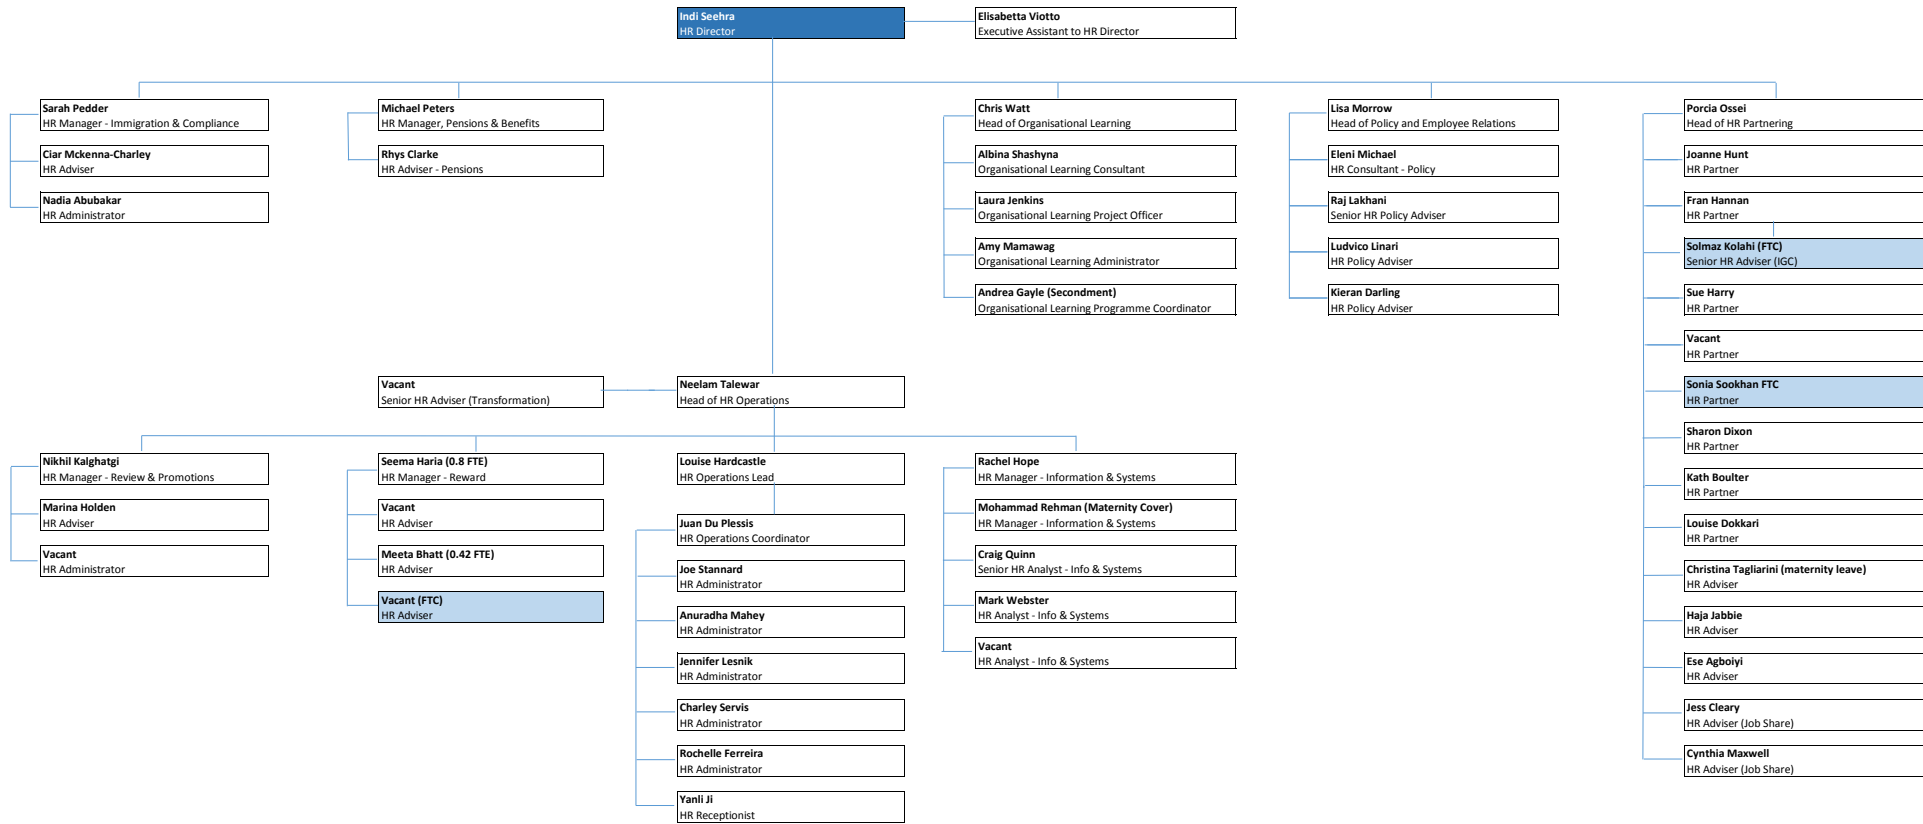 Indi Seehra
HR Director
Elisabetta Viotto
Executive Assistant to HR Director
Sarah Pedder
HR Manager - Immigration & Compliance
Ciar Mckenna-Charley
HR Adviser
Nadia Abubakar
HR Administrator
Michael Peters
HR Manager, Pensions & Benefits
Rhys Clarke
HR Adviser - Pensions
Chris Watt
Head of Organisational Learning
Albina Shashyna
Organisational Learning Consultant
Laura Jenkins
Organisational Learning Project Officer
Amy Mamawag
Organisational Learning Administrator
Andrea Gayle (Secondment)
Organisational Learning Programme Coordinator
Lisa Morrow
Head of Policy and Employee Relations
Eleni Michael
HR Consultant - Policy
Raj Lakhani
Senior HR Policy Adviser
Ludvico Linari
HR Policy Adviser
Kieran Darling
HR Policy Adviser
Porcia Ossei
Head of HR Partnering
Joanne Hunt
HR Partner
Fran Hannan
HR Partner
Solmaz Kolahi (FTC)
Senior HR Adviser (IGC)
Sue Harry
HR Partner
Vacant
HR Partner
Sonia Sookhan FTC
HR Partner
Sharon Dixon
HR Partner
Kath Boulter
HR Partner
Louise Dokkari
HR Partner
Christina Tagliarini (maternity leave)
HR Adviser
Haja Jabbie
HR Adviser
Ese Agboiyi
HR Adviser
Jess Cleary
HR Adviser (Job Share)
Cynthia Maxwell
HR Adviser (Job Share)
Vacant
Senior HR Adviser (Transformation)
Neelam Talewar
Head of HR Operations
Nikhil Kalghatgi
HR Manager - Review & Promotions
Marina Holden
HR Adviser
Vacant
HR Administrator
Seema Haria (0.8 FTE)
HR Manager - Reward
Vacant
HR Adviser
Meeta Bhatt (0.42 FTE)
HR Adviser
Vacant (FTC)
HR Adviser
Louise Hardcastle
HR Operations Lead
Juan Du Plessis
HR Operations Coordinator
Joe Stannard
HR Administrator
Anuradha Mahey
HR Administrator
Jennifer Lesnik
HR Administrator
Charley Servis
HR Administrator
Rochelle Ferreira
HR Administrator
Yanli Ji
HR Receptionist
Rachel Hope
HR Manager - Information & Systems
Mohammad Rehman (Maternity Cover)
HR Manager - Information & Systems
Craig Quinn
Senior HR Analyst - Info & Systems
Mark Webster
HR Analyst - Info & Systems
Vacant
HR Analyst - Info & Systems